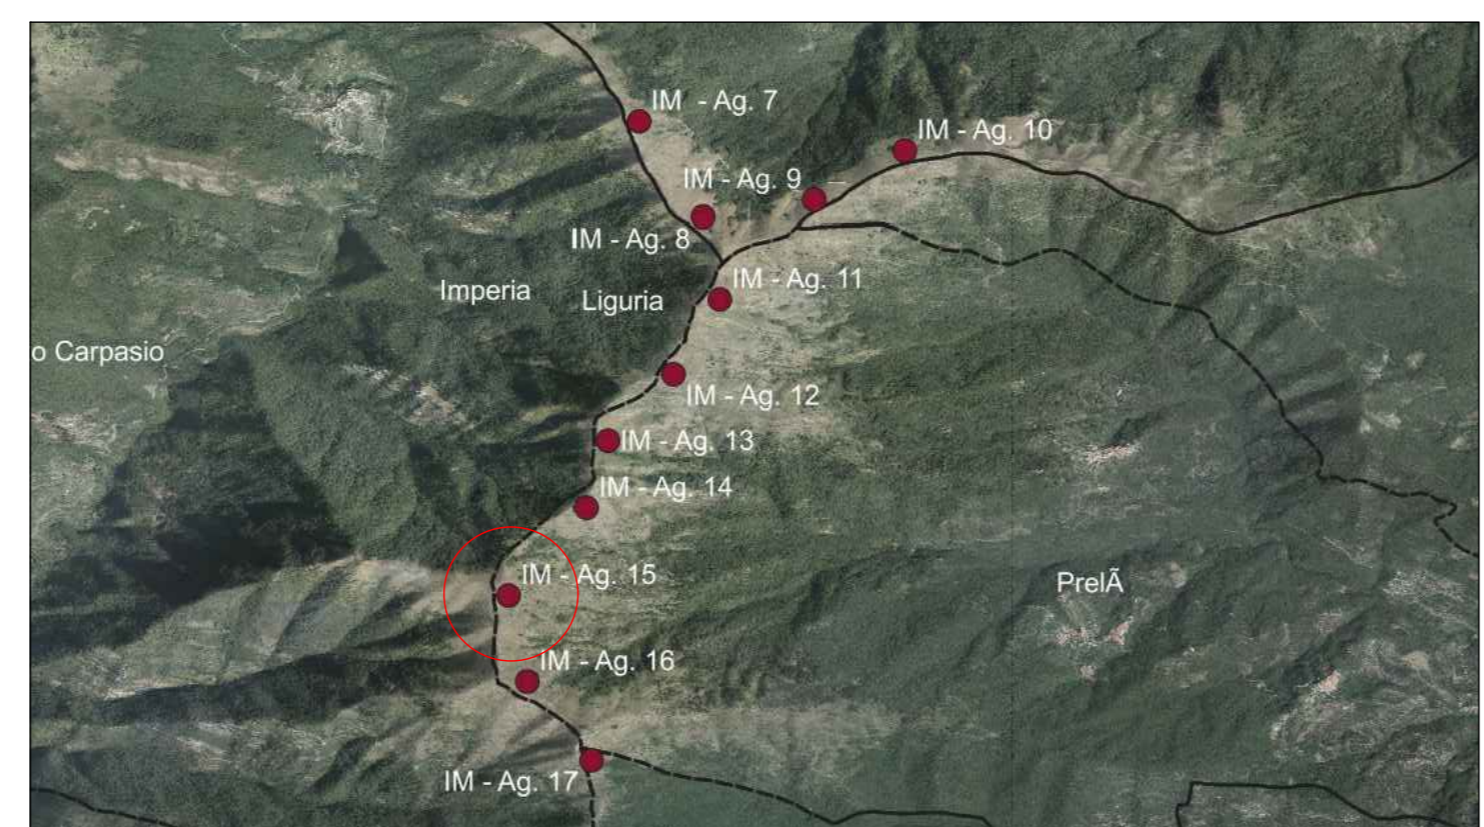 IM - Ag. 7
IM - Ag. 10
IM - Ag. 9
IM - Ag. 8
IM - Ag. 11
Imperia
Liguria
o Carpasio
IM - Ag. 12
IM - Ag. 13
IM - Ag. 14
IM - Ag. 15
PrelÃ
IM - Ag. 16
IM - Ag. 17